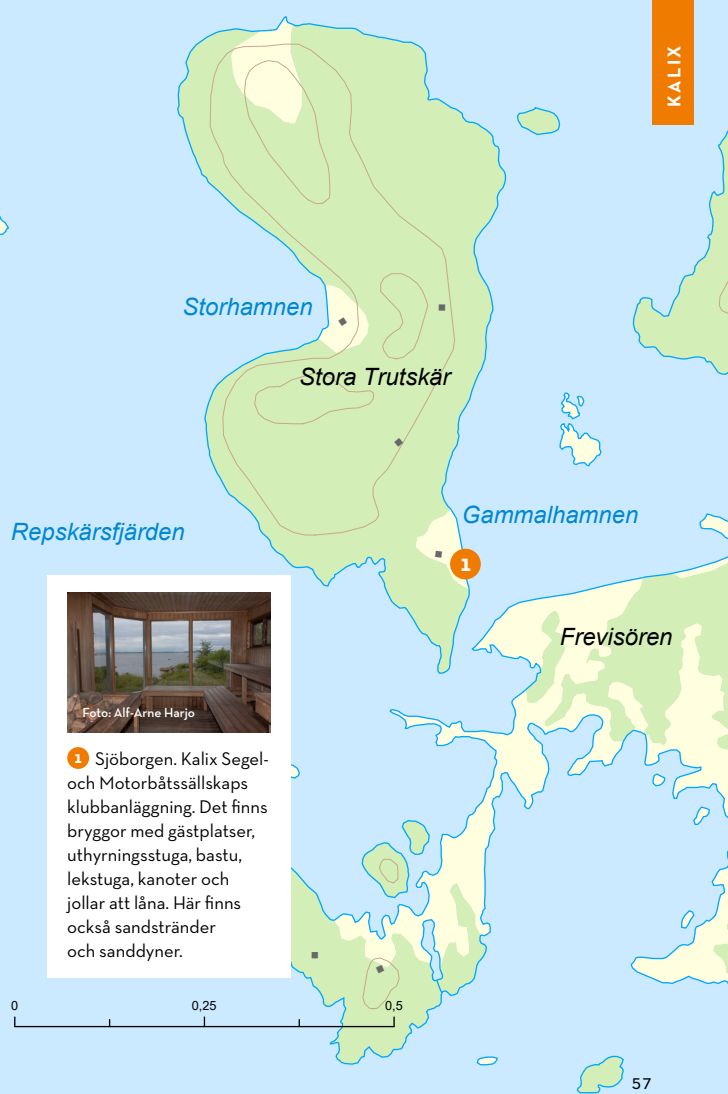 KALIX
Storhamnen
Stora Trutskär
Gammalhamnen
Repskärsfjärden
1
Frevisören
Foto: Alf-Arne Harjo
1 Sjöborgen. Kalix Segel-
och Motorbåtssällskaps
klubbanläggning. Det finns
bryggor med gästplatser,
uthyrningsstuga, bastu,
lekstuga, kanoter och
jollar att låna. Här finns
också sandstränder
och sanddyner.
0 0,25 0,5
57